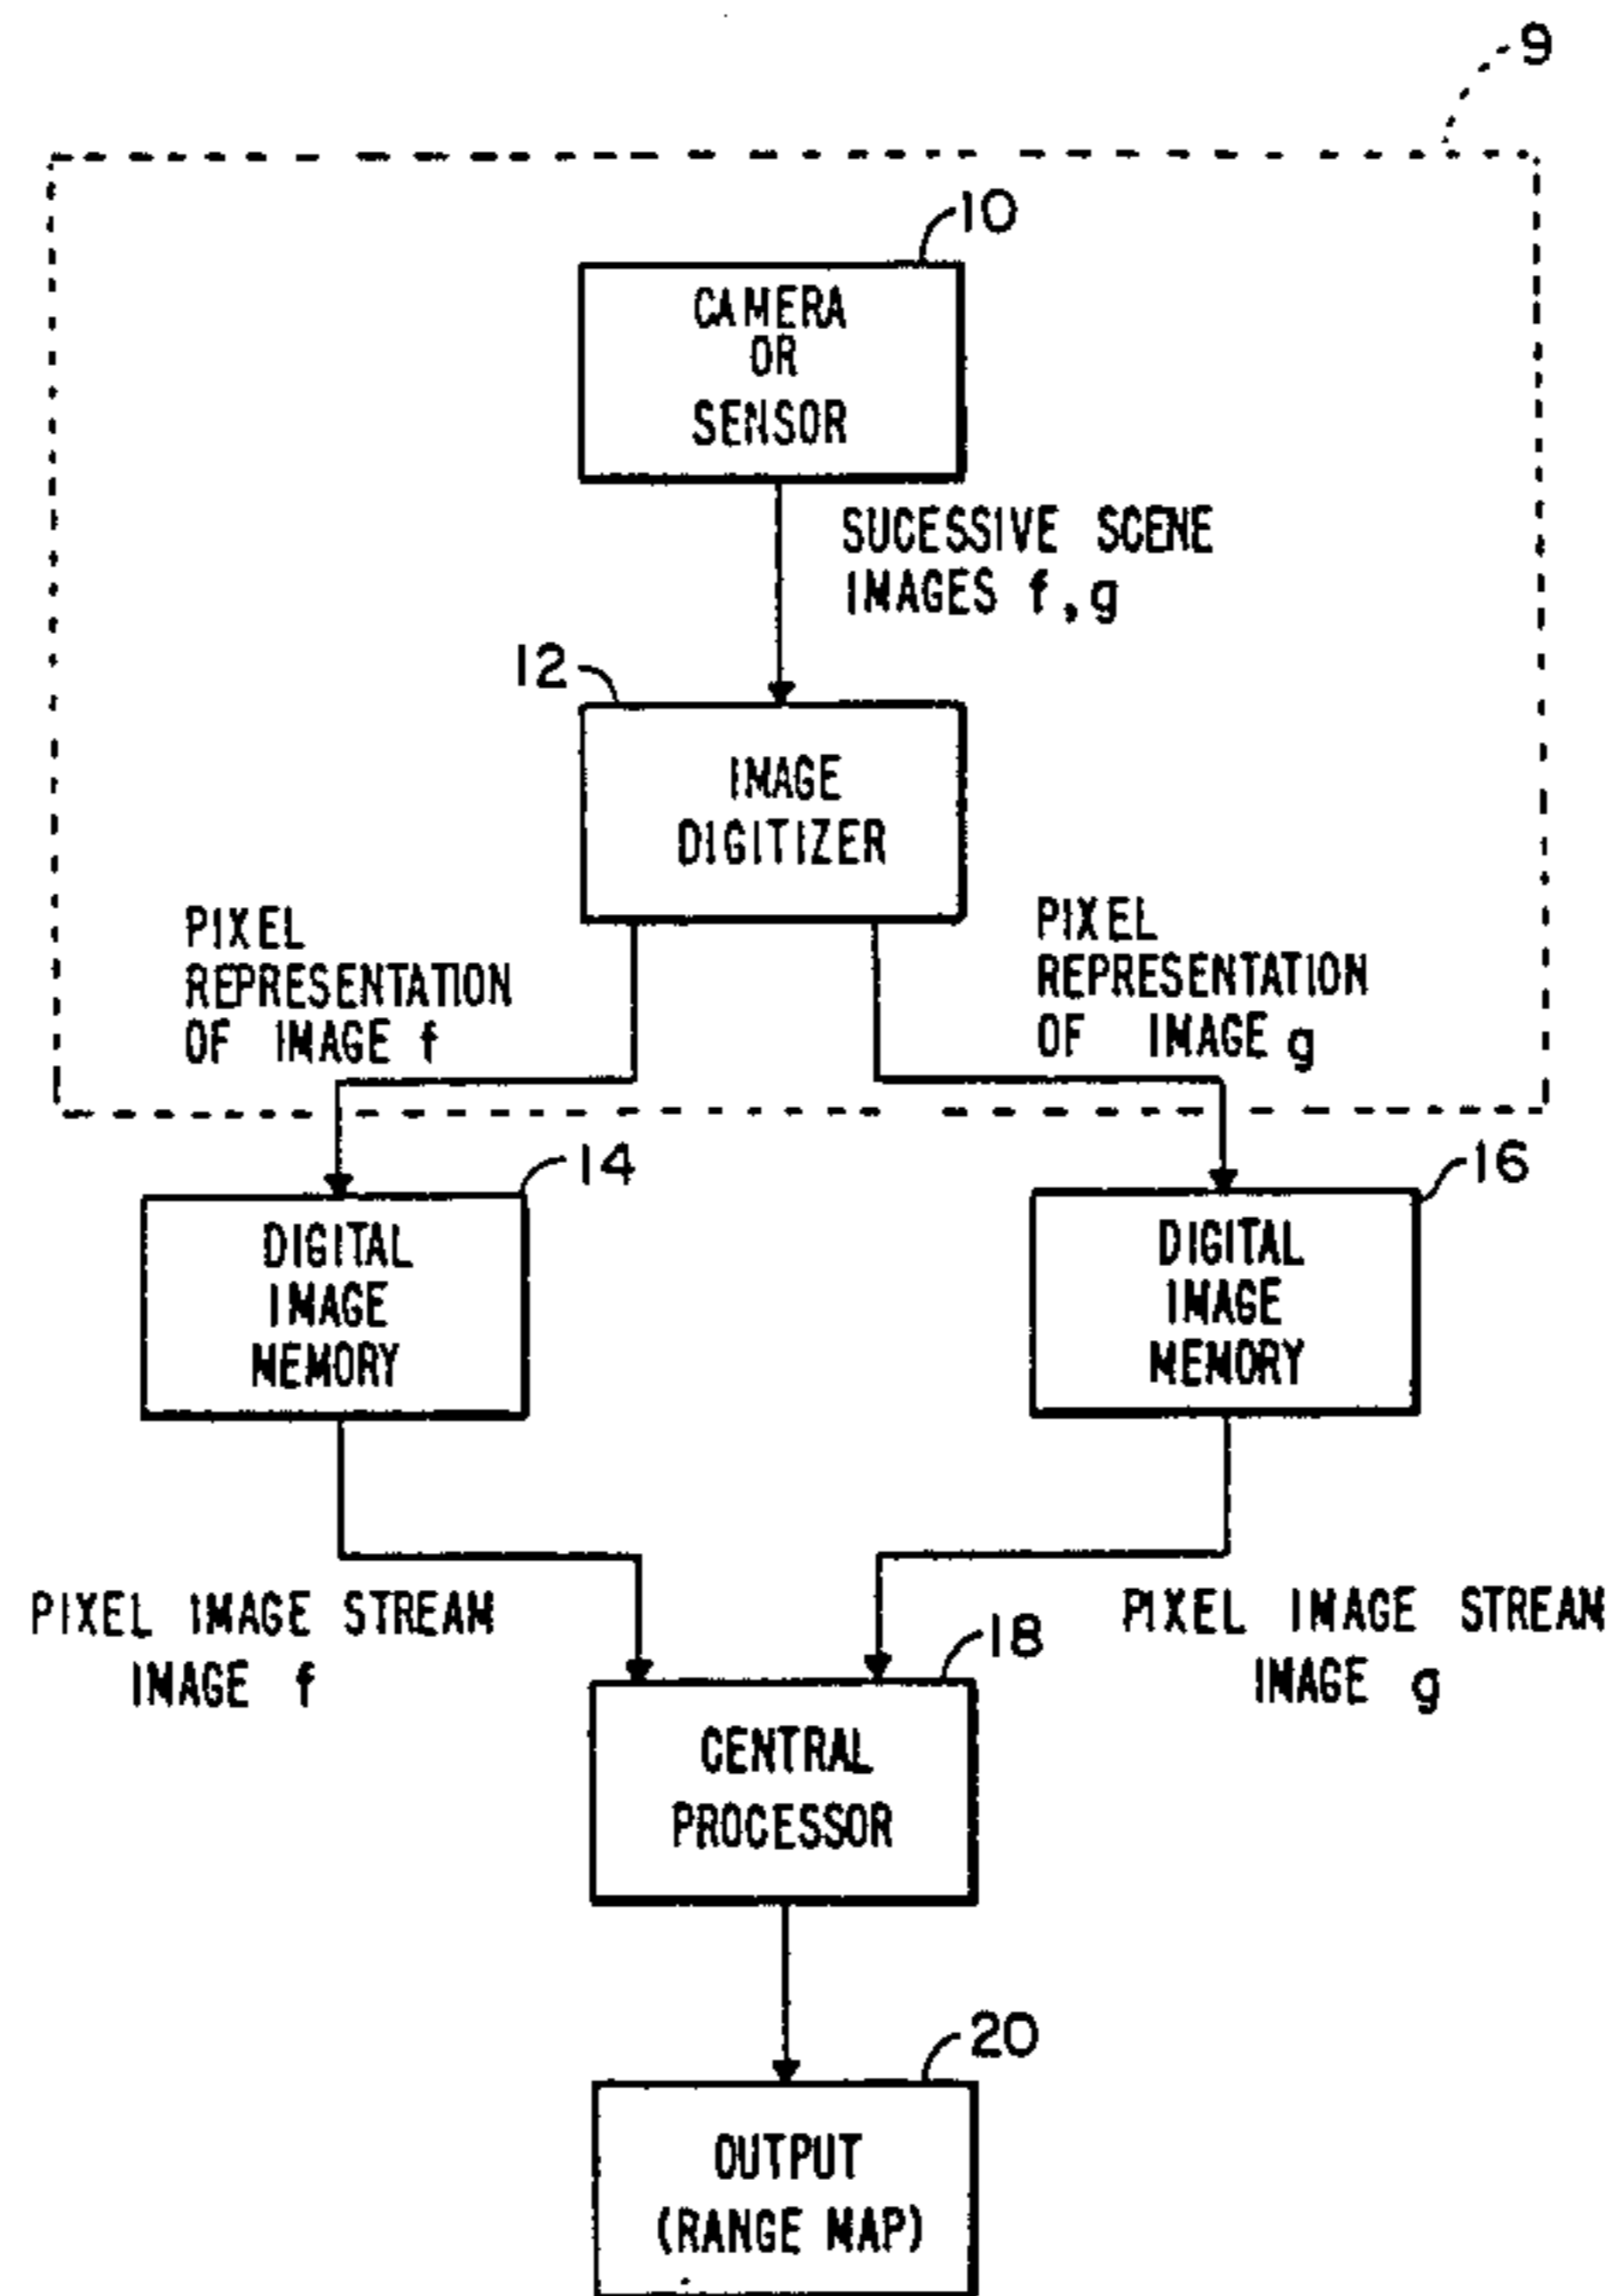 9
10
CAMERA
OR
SENSOR
SUCESSIVE SCENE
IMAGES f,g
12
IMAGE
DIGITIZER
PIXEL
REPRESENTATION
OF IMAGE f
PIXEL
REPRESENTATION
OF IMAGE g
14
DIGITAL
IMAGE
MEMORY
16
DIGITAL
IMAGE
MEMORY
PIXEL IMAGE STREAM
IMAGE f
PIXEL IMAGE STREAM
IMAGE g
18
CENTRAL
PROCESSOR
20
OUTPUT
(RANGE MAP)